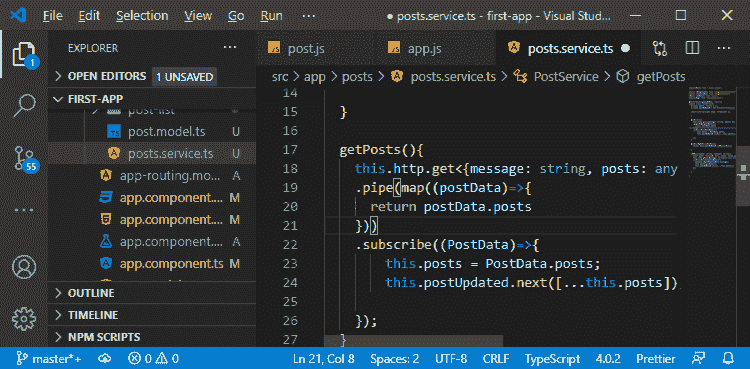 File Edit Selection View Go Run ··· posts.service.ts - first-app - Visual Stud...
EXPLORER ···
OPEN EDITORS 1 UNSAVED
FIRST-APP
post-list
post.model.ts U
posts.service.ts U
app-routing.mo... A
app.component.... M
app.component.... M
app.component.... A
app.component.ts M
OUTLINE
TIMELINE
NPM SCRIPTS
1
55
post.js app.js posts.service.ts
src > app > posts > posts.service.ts > PostService > getPosts
14
15 }
16
17 getPosts(){
18 this.http.get<{message: string, posts: any
19 .pipe(map((postData)=>{
20 return postData.posts
21 }))
22 .subscribe((PostData)=>{
23 this.posts = PostData.posts;
24 this.postUpdated.next([...this.posts])
25
26 });
27 }
master*+ 0 0 Ln 21, Col 8 Spaces: 2 UTF-8 CRLF TypeScript 4.0.2 Prettier